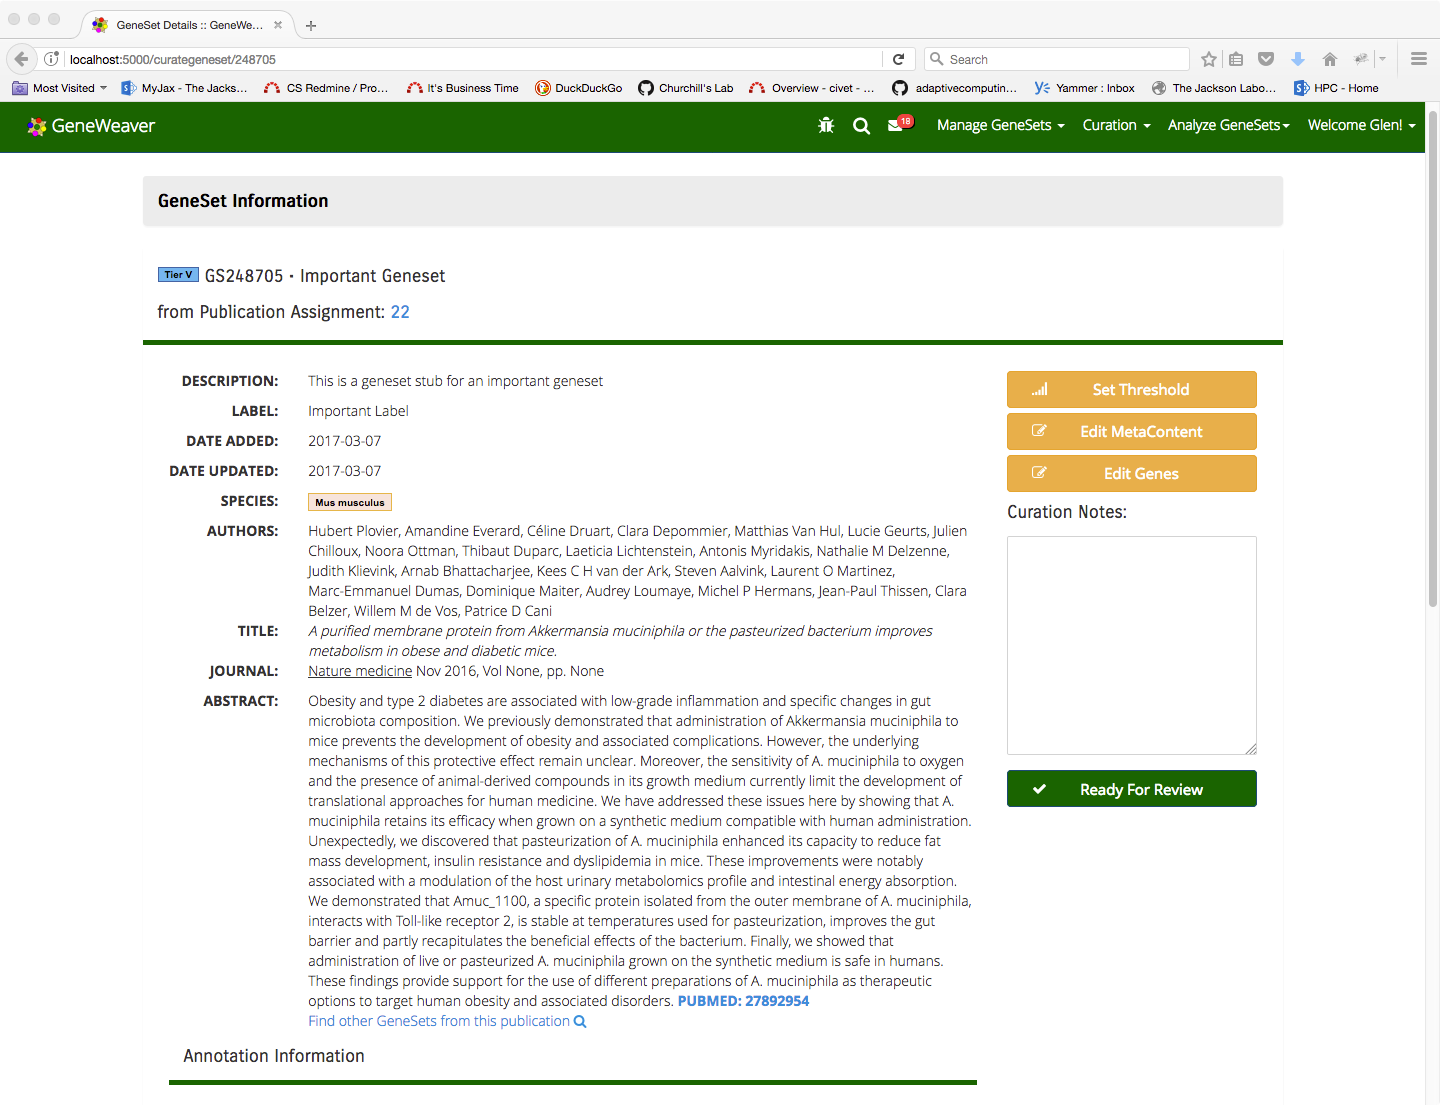 GeneSet Details :: GeneWe...
localhost:5000/curategeneset/248705
Search
Most Visited
MyJax - The Jacks...
CS Redmine / Pro...
It's Business Time
DuckDuckGo
Churchill's Lab
Overview - civet - ...
adaptivecomputin...
Yammer : Inbox
The Jackson Labo...
HPC - Home
GeneWeaver
18
Manage GeneSets
Curation
Analyze GeneSets
Welcome Glen!
GeneSet Information
Tier V GS248705 · Important Geneset
from Publication Assignment: 22
DESCRIPTION: This is a geneset stub for an important geneset
LABEL: Important Label
DATE ADDED: 2017-03-07
DATE UPDATED: 2017-03-07
SPECIES: Mus musculus
AUTHORS: Hubert Plovier, Amandine Everard, Céline Druart, Clara Depommier, Matthias Van Hul, Lucie Geurts, Julien
Chilloux, Noora Ottman, Thibaut Duparc, Laeticia Lichtenstein, Antonis Myridakis, Nathalie M Delzenne,
Judith Klievink, Arnab Bhattacharjee, Kees C H van der Ark, Steven Aalvink, Laurent O Martinez,
Marc-Emmanuel Dumas, Dominique Maiter, Audrey Loumaye, Michel P Hermans, Jean-Paul Thissen, Clara
Belzer, Willem M de Vos, Patrice D Cani
TITLE: A purified membrane protein from Akkermansia muciniphila or the pasteurized bacterium improves
metabolism in obese and diabetic mice.
JOURNAL: Nature medicine Nov 2016, Vol None, pp. None
ABSTRACT: Obesity and type 2 diabetes are associated with low-grade inflammation and specific changes in gut
microbiota composition. We previously demonstrated that administration of Akkermansia muciniphila to
mice prevents the development of obesity and associated complications. However, the underlying
mechanisms of this protective effect remain unclear. Moreover, the sensitivity of A. muciniphila to oxygen
and the presence of animal-derived compounds in its growth medium currently limit the development of
translational approaches for human medicine. We have addressed these issues here by showing that A.
muciniphila retains its efficacy when grown on a synthetic medium compatible with human administration.
Unexpectedly, we discovered that pasteurization of A. muciniphila enhanced its capacity to reduce fat
mass development, insulin resistance and dyslipidemia in mice. These improvements were notably
associated with a modulation of the host urinary metabolomics profile and intestinal energy absorption.
We demonstrated that Amuc_1100, a specific protein isolated from the outer membrane of A. muciniphila,
interacts with Toll-like receptor 2, is stable at temperatures used for pasteurization, improves the gut
barrier and partly recapitulates the beneficial effects of the bacterium. Finally, we showed that
administration of live or pasteurized A. muciniphila grown on the synthetic medium is safe in humans.
These findings provide support for the use of different preparations of A. muciniphila as therapeutic
options to target human obesity and associated disorders. PUBMED: 27892954
Find other GeneSets from this publication
Annotation Information
Set Threshold
Edit MetaContent
Edit Genes
Curation Notes:
Ready For Review